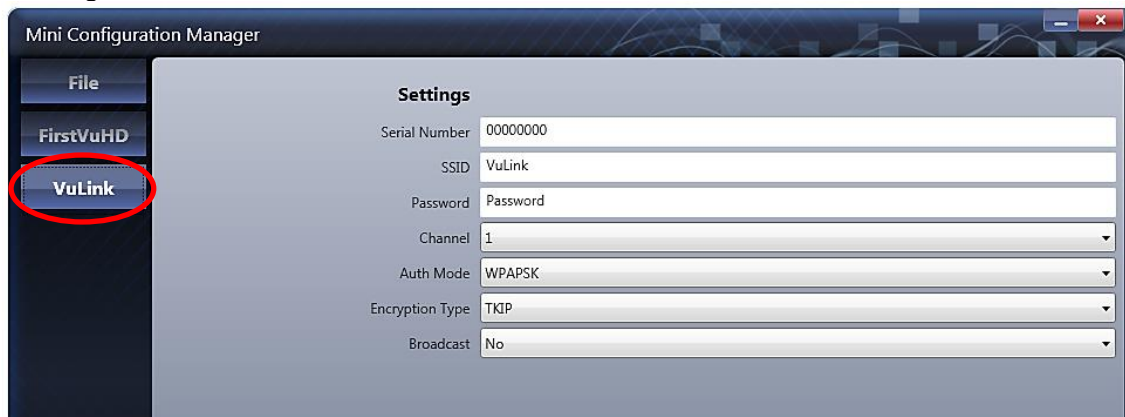 Mini Configuration Manager
File
FirstVuHD
VuLink
Settings
Serial Number 00000000
SSID VuLink
Password Password
Channel 1
Auth Mode WPAPSK
Encryption Type TKIP
Broadcast No